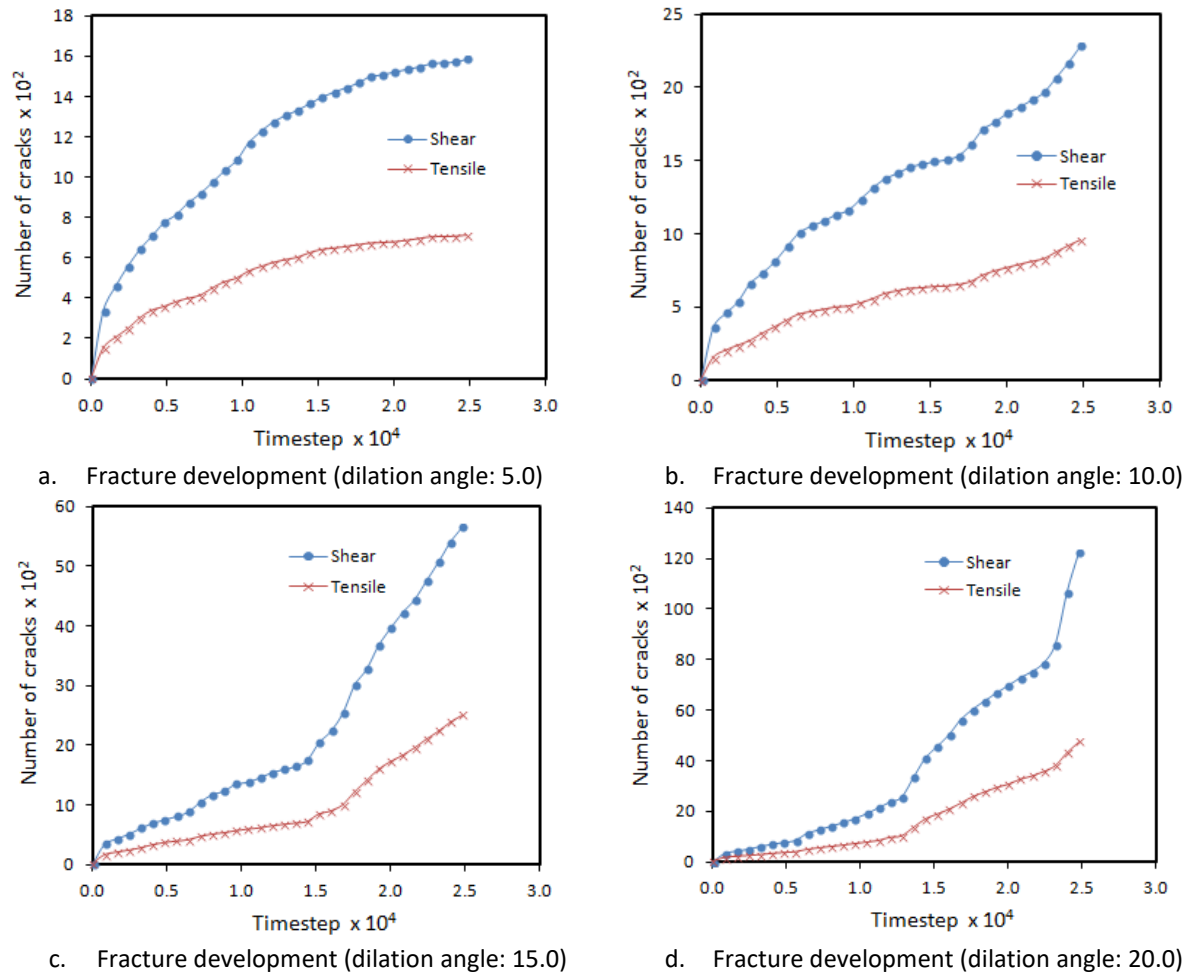 18
16
14
12
10
8
6
4
2
0
Number of cracks x 10²
Shear
Tensile
0.0 0.5 1.0 1.5 2.0 2.5 3.0
Timestep x 10⁴
a. Fracture development (dilation angle: 5.0)
25
20
15
10
5
0
Number of cracks x 10²
Shear
Tensile
0.0 0.5 1.0 1.5 2.0 2.5 3.0
Timestep x 10⁴
b. Fracture development (dilation angle: 10.0)
60
50
40
30
20
10
0
Number of cracks x 10²
Shear
Tensile
0.0 0.5 1.0 1.5 2.0 2.5 3.0
Timestep x 10⁴
c. Fracture development (dilation angle: 15.0)
140
120
100
80
60
40
20
0
Number of cracks x 10²
Shear
Tensile
0.0 0.5 1.0 1.5 2.0 2.5 3.0
Timestep x 10⁴
d. Fracture development (dilation angle: 20.0)